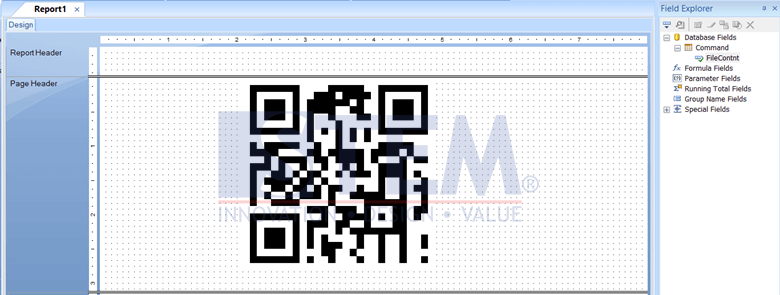 Report1 ×
Field Explorer
Design
1 2 3 4 5 6 7
Report Header
Page Header
1
2
3
STEM®
INNOVATION • DESIGN • VALUE
Database Fields
Command
FileContnt
Formula Fields
Parameter Fields
Running Total Fields
Group Name Fields
Special Fields